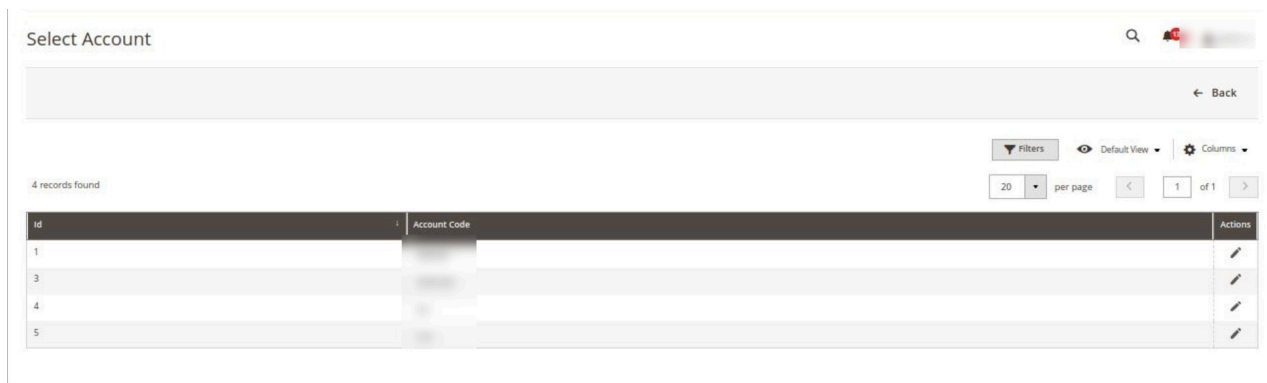 Select Account
← Back
Filters
Default View
Columns
4 records found
20 per page
1 of 1
Id ↓ Account Code Actions
1
3
4
5